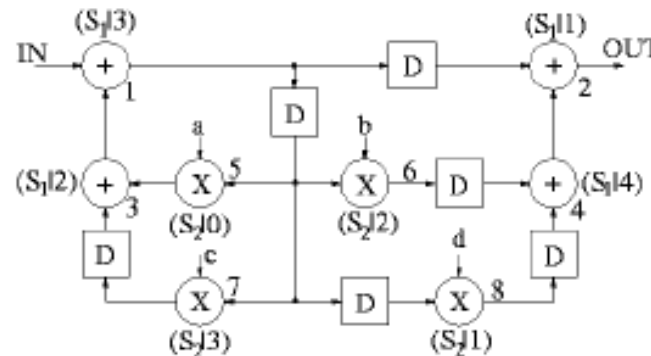 (S₁|3) (S₁|1)
IN + D + OUT
1 2
D
a b
(S₁|2) + X 5 X 6 D + (S₁|4)
3 (S₂|0) (S₂|2) 4
D c d D
X 7 D X 8
(S₂|3) (S₂|1)